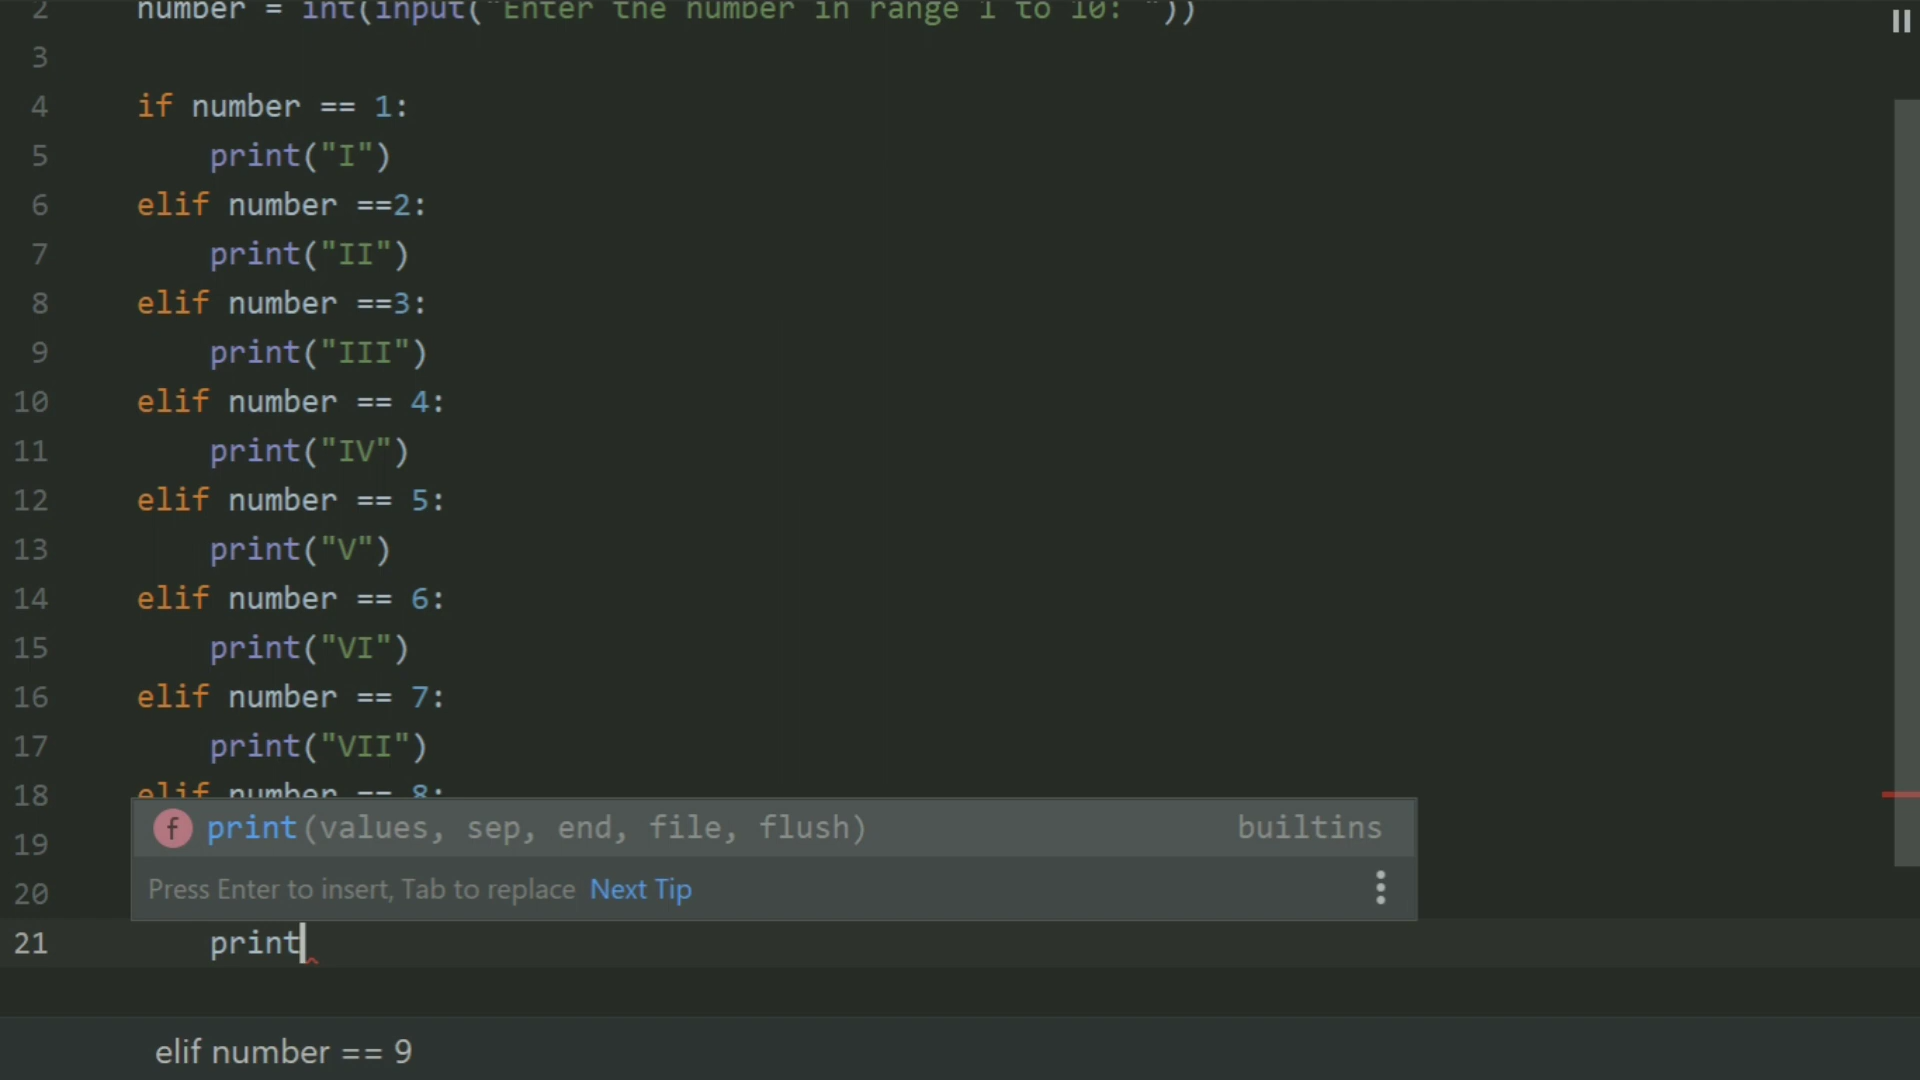 2 number = int(input("Enter the number in range 1 to 10: "))
3
4 if number == 1:
5 print("I")
6 elif number ==2:
7 print("II")
8 elif number ==3:
9 print("III")
10 elif number == 4:
11 print("IV")
12 elif number == 5:
13 print("V")
14 elif number == 6:
15 print("VI")
16 elif number == 7:
17 print("VII")
18 elif number == 8:
f print(values, sep, end, file, flush) builtins
19
Press Enter to insert, Tab to replace Next Tip
20
21 print
elif number == 9